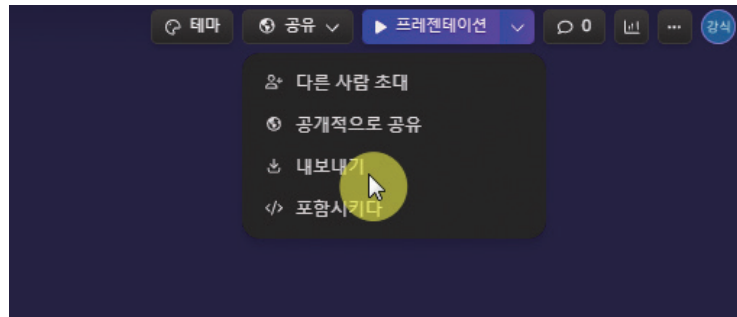 테마 공유 프레젠테이션 0 ... 강식
다른 사람 초대
공개적으로 공유
내보내기
</> 포함시키다